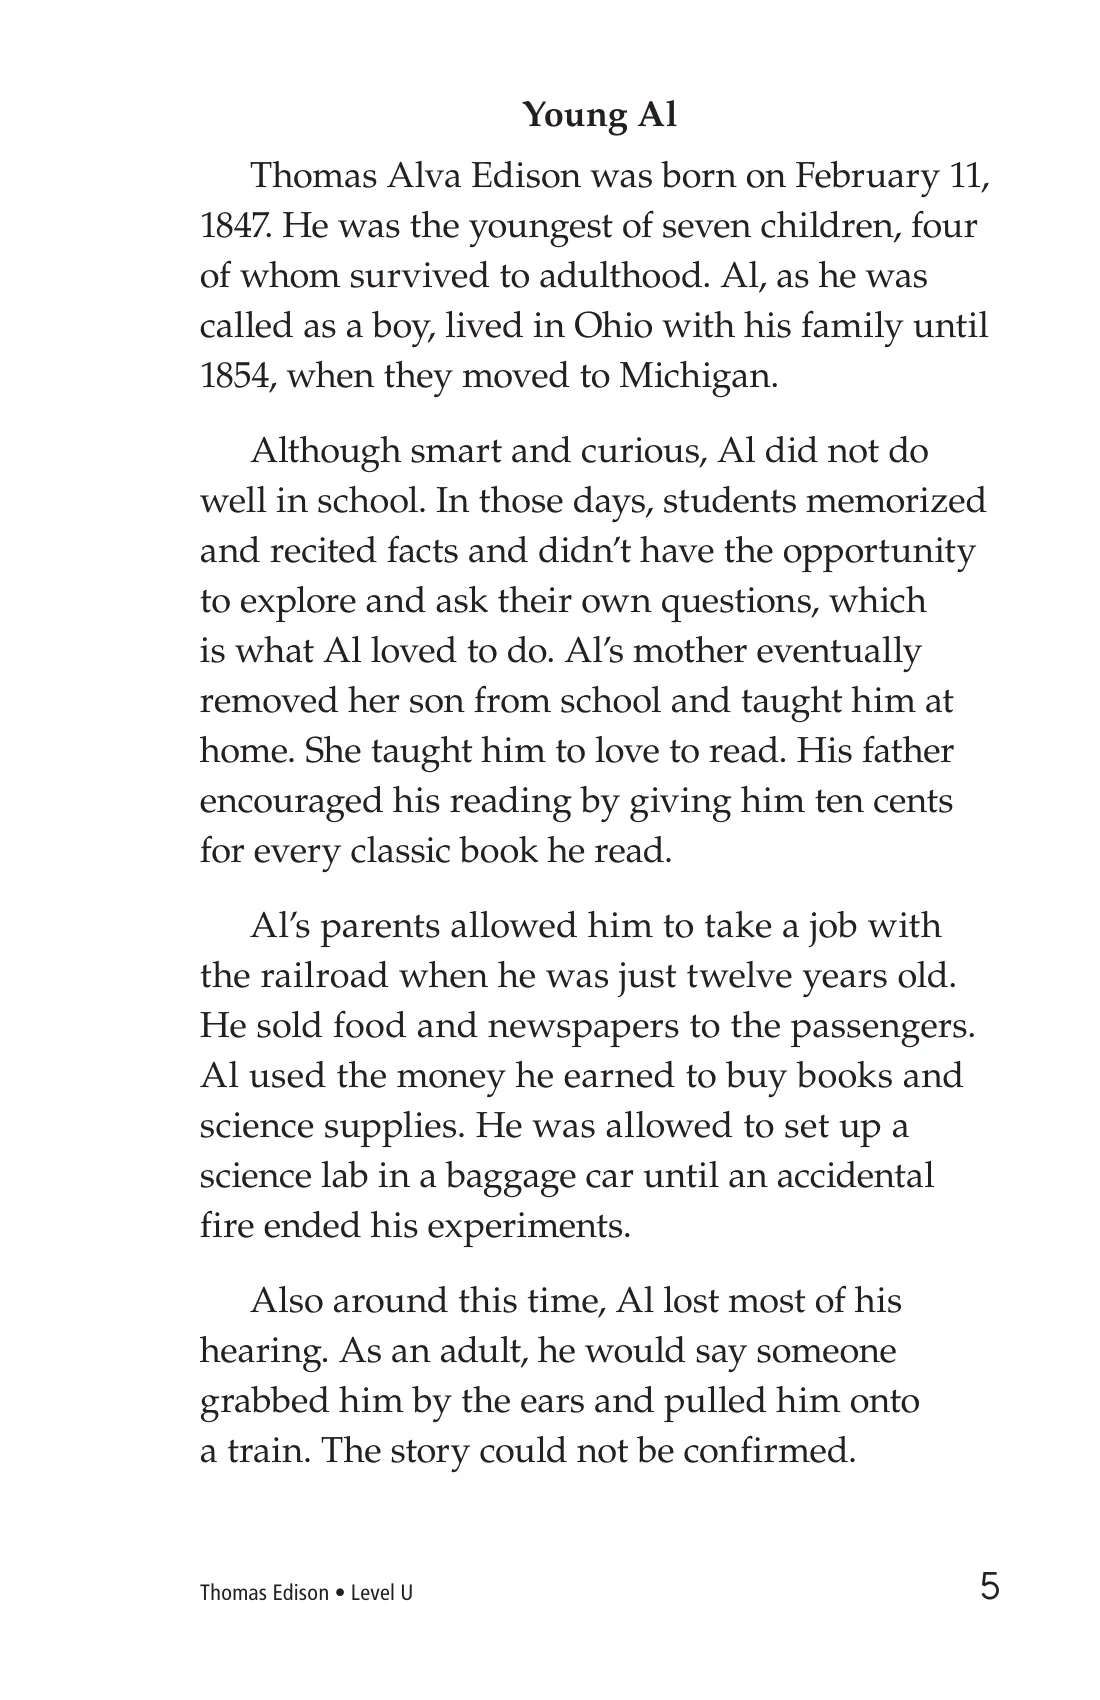 Young Al
Thomas Alva Edison was born on February 11,
1847. He was the youngest of seven children, four
of whom survived to adulthood. Al, as he was
called as a boy, lived in Ohio with his family until
1854, when they moved to Michigan.
Although smart and curious, Al did not do
well in school. In those days, students memorized
and recited facts and didn’t have the opportunity
to explore and ask their own questions, which
is what Al loved to do. Al’s mother eventually
removed her son from school and taught him at
home. She taught him to love to read. His father
encouraged his reading by giving him ten cents
for every classic book he read.
Al’s parents allowed him to take a job with
the railroad when he was just twelve years old.
He sold food and newspapers to the passengers.
Al used the money he earned to buy books and
science supplies. He was allowed to set up a
science lab in a baggage car until an accidental
fire ended his experiments.
Also around this time, Al lost most of his
hearing. As an adult, he would say someone
grabbed him by the ears and pulled him onto
a train. The story could not be confirmed.
Thomas Edison • Level U 5